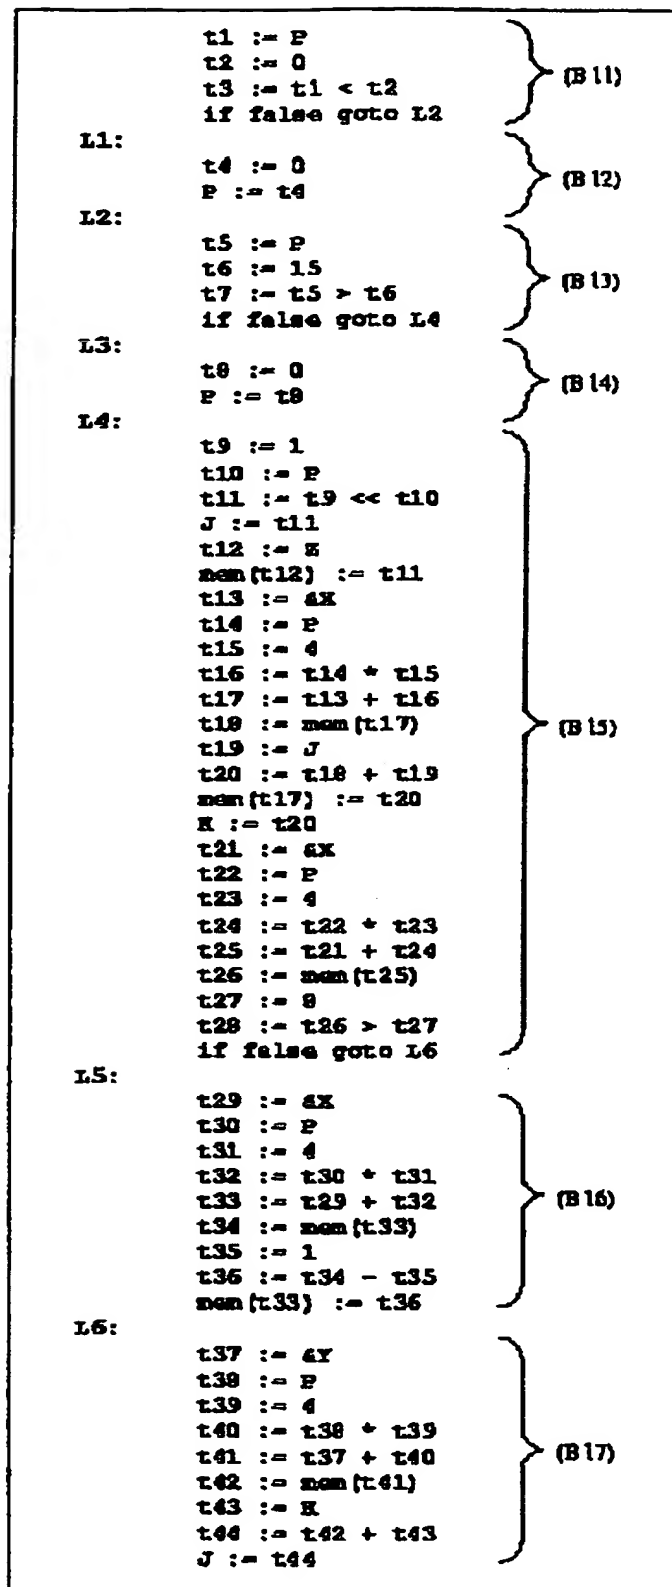 t1 := P
t2 := 0
t3 := t1 < t2
if false goto L2
(B11)
L1:
t4 := 0
P := t4
(B12)
L2:
t5 := P
t6 := 15
t7 := t5 > t6
if false goto L4
(B13)
L3:
t8 := 0
P := t8
(B14)
L4:
t9 := 1
t10 := P
t11 := t9 << t10
J := t11
t12 := Z
mem(t12) := t11
t13 := &X
t14 := P
t15 := 4
t16 := t14 * t15
t17 := t13 + t16
t18 := mem(t17)
t19 := J
t20 := t18 + t19
mem(t17) := t20
K := t20
t21 := &X
t22 := P
t23 := 4
t24 := t22 * t23
t25 := t21 + t24
t26 := mem(t25)
t27 := 8
t28 := t26 > t27
if false goto L6
(B15)
L5:
t29 := &X
t30 := P
t31 := 4
t32 := t30 * t31
t33 := t29 + t32
t34 := mem(t33)
t35 := 1
t36 := t34 - t35
mem(t33) := t36
(B16)
L6:
t37 := &Y
t38 := P
t39 := 4
t40 := t38 * t39
t41 := t37 + t40
t42 := mem(t41)
t43 := K
t44 := t42 + t43
J := t44
(B17)